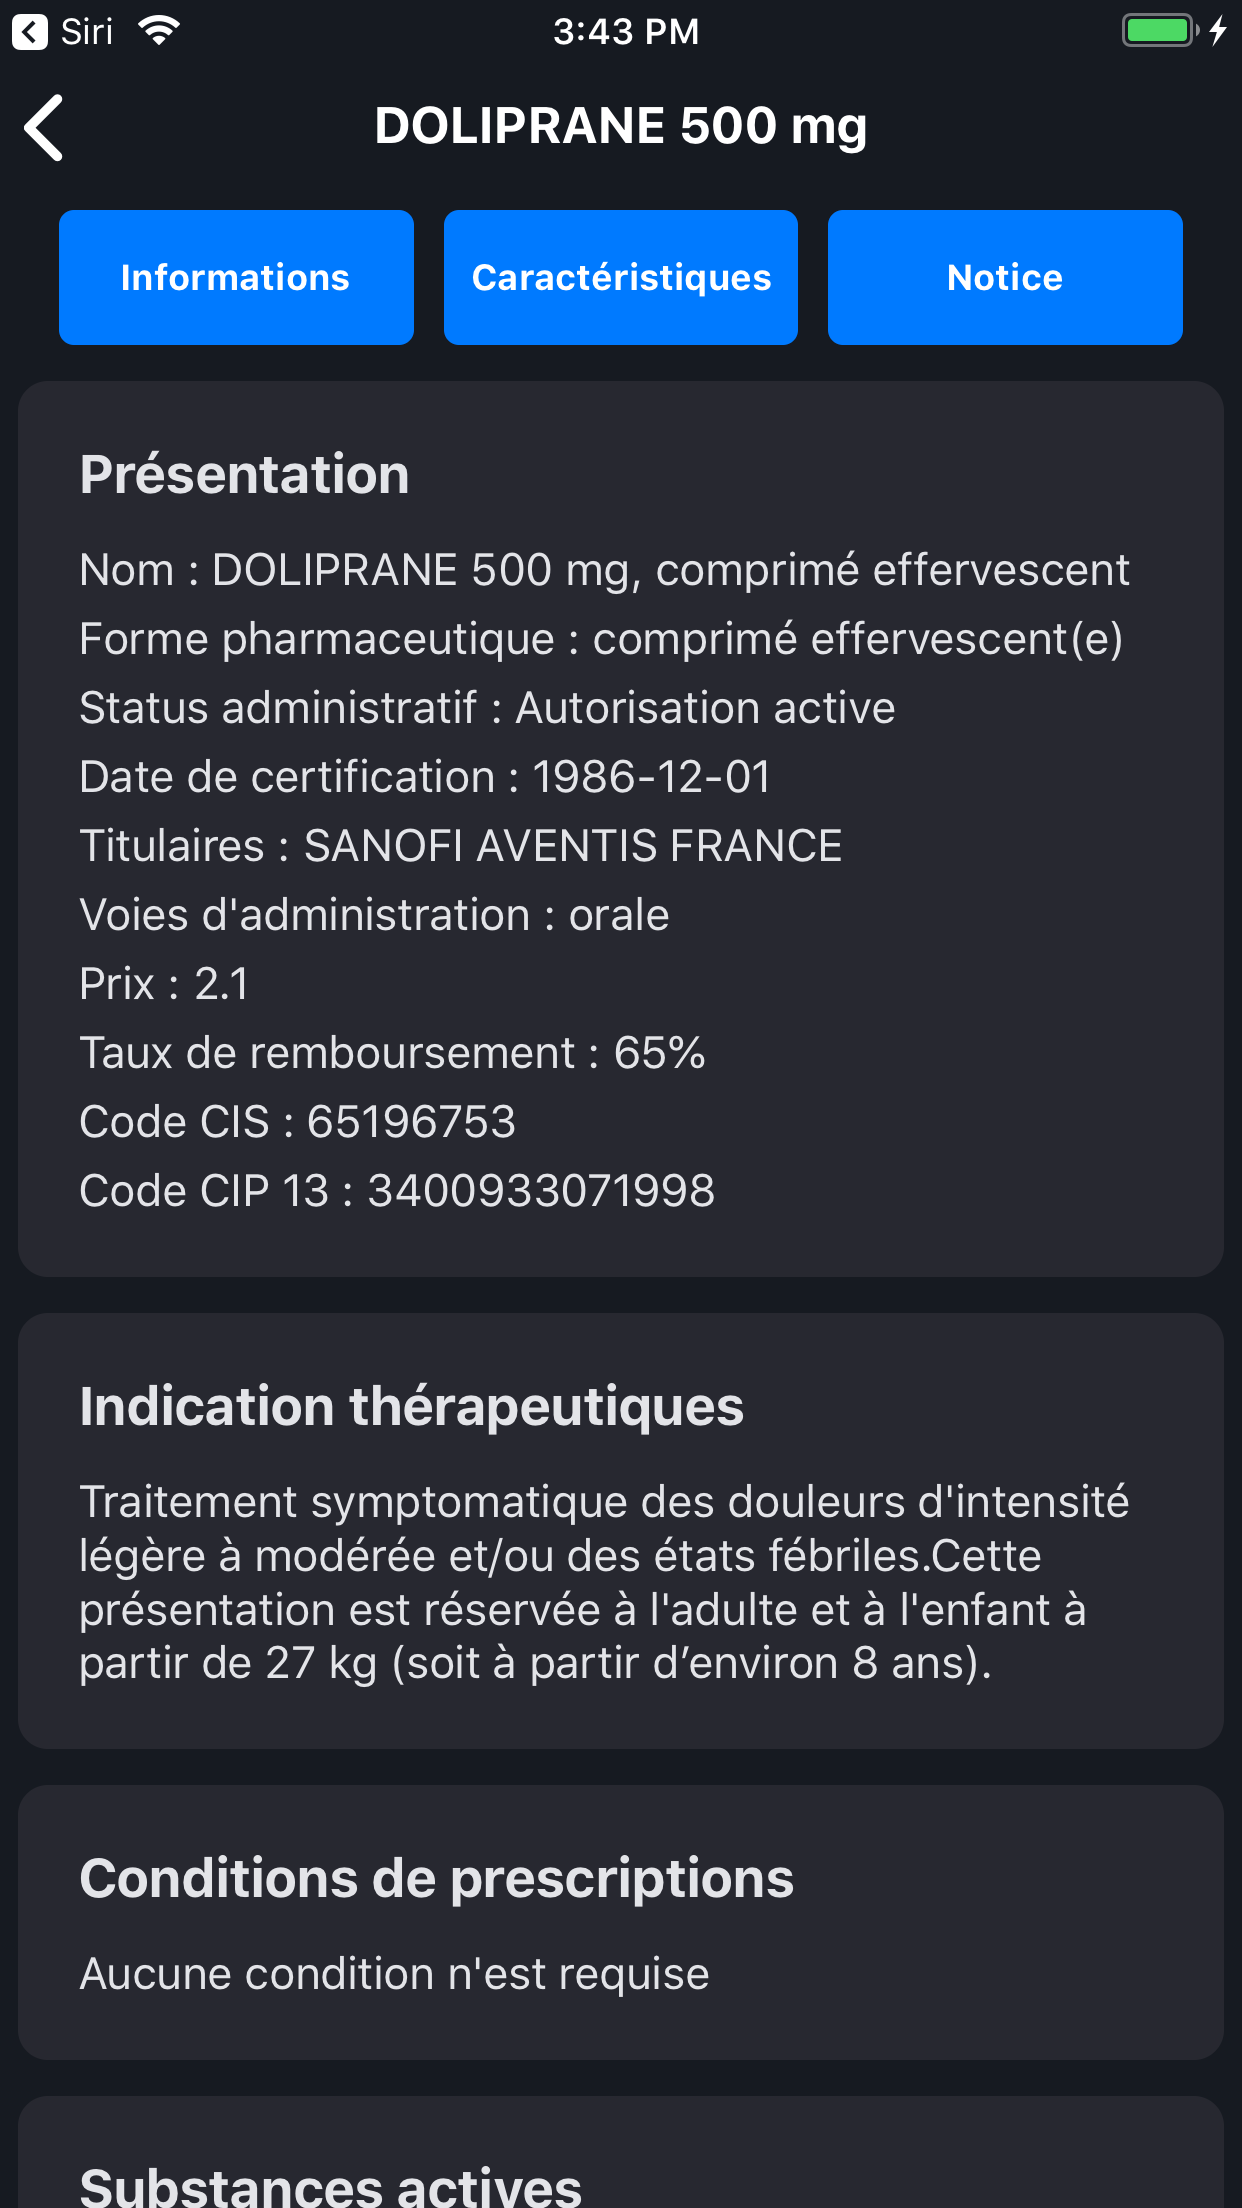 Siri
3:43 PM
DOLIPRANE 500 mg
Informations
Caractéristiques
Notice
Présentation
Nom : DOLIPRANE 500 mg, comprimé effervescent
Forme pharmaceutique : comprimé effervescent(e)
Status administratif : Autorisation active
Date de certification : 1986-12-01
Titulaires : SANOFI AVENTIS FRANCE
Voies d'administration : orale
Prix : 2.1
Taux de remboursement : 65%
Code CIS : 65196753
Code CIP 13 : 3400933071998
Indication thérapeutiques
Traitement symptomatique des douleurs d'intensité
légère à modérée et/ou des états fébriles.Cette
présentation est réservée à l'adulte et à l'enfant à
partir de 27 kg (soit à partir d’environ 8 ans).
Conditions de prescriptions
Aucune condition n'est requise
Substances actives